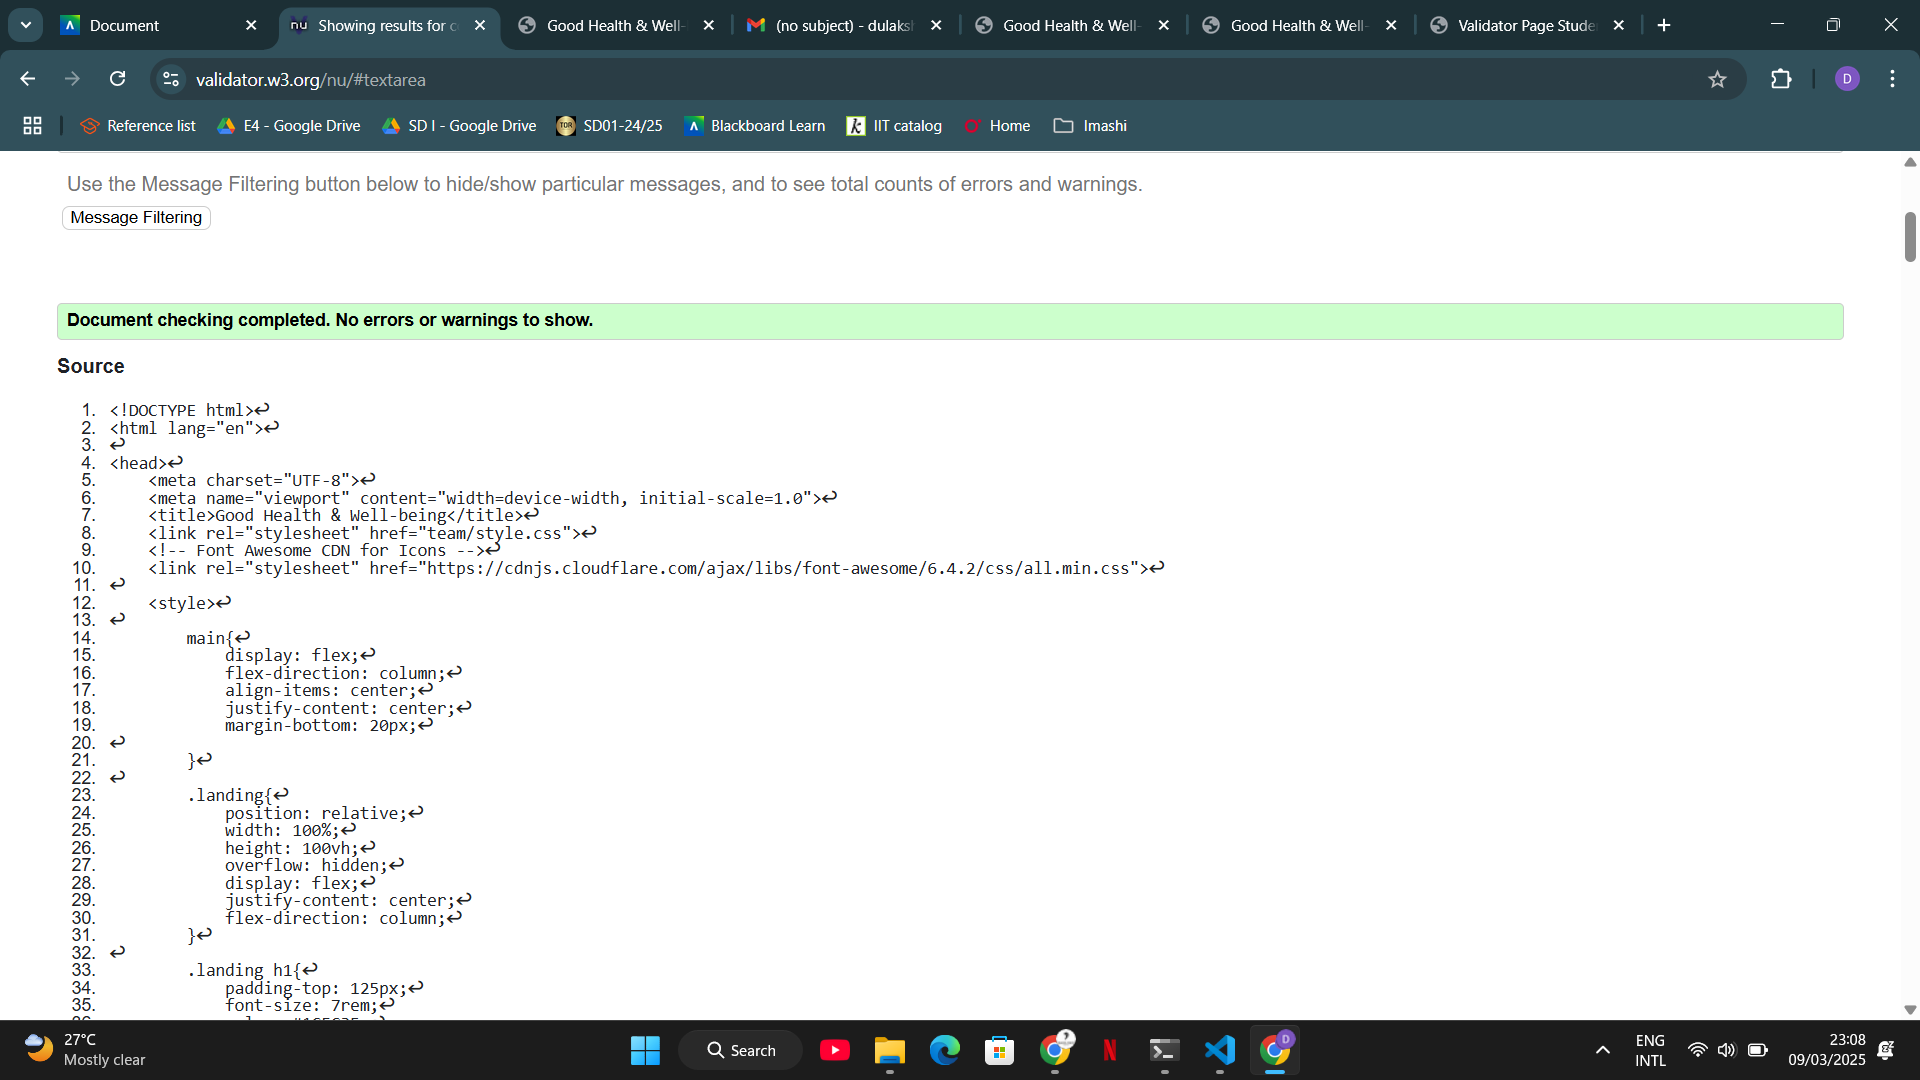 Document
Showing results for c
Good Health & Well-
(no subject) - dulaksh
Good Health & Well-
Good Health & Well-
Validator Page Stude
validator.w3.org/nu/#textarea
D
Reference list
E4 - Google Drive
SD I - Google Drive
SD01-24/25
Blackboard Learn
IIT catalog
Home
Imashi
Use the Message Filtering button below to hide/show particular messages, and to see total counts of errors and warnings.
Message Filtering
Document checking completed. No errors or warnings to show.
Source
1. <!DOCTYPE html>↩
2. <html lang="en">↩
3. ↩
4. <head>↩
5.     <meta charset="UTF-8">↩
6.     <meta name="viewport" content="width=device-width, initial-scale=1.0">↩
7.     <title>Good Health & Well-being</title>↩
8.     <link rel="stylesheet" href="team/style.css">↩
9.     <!-- Font Awesome CDN for Icons -->↩
10.     <link rel="stylesheet" href="https://cdnjs.cloudflare.com/ajax/libs/font-awesome/6.4.2/css/all.min.css">↩
11. ↩
12.     <style>↩
13. ↩
14.         main{↩
15.             display: flex;↩
16.             flex-direction: column;↩
17.             align-items: center;↩
18.             justify-content: center;↩
19.             margin-bottom: 20px;↩
20. ↩
21.         }↩
22. ↩
23.         .landing{↩
24.             position: relative;↩
25.             width: 100%;↩
26.             height: 100vh;↩
27.             overflow: hidden;↩
28.             display: flex;↩
29.             justify-content: center;↩
30.             flex-direction: column;↩
31.         }↩
32. ↩
33.         .landing h1{↩
34.             padding-top: 125px;↩
35.             font-size: 7rem;↩
27°C
Mostly clear
Search
ENG
INTL
23:08
09/03/2025